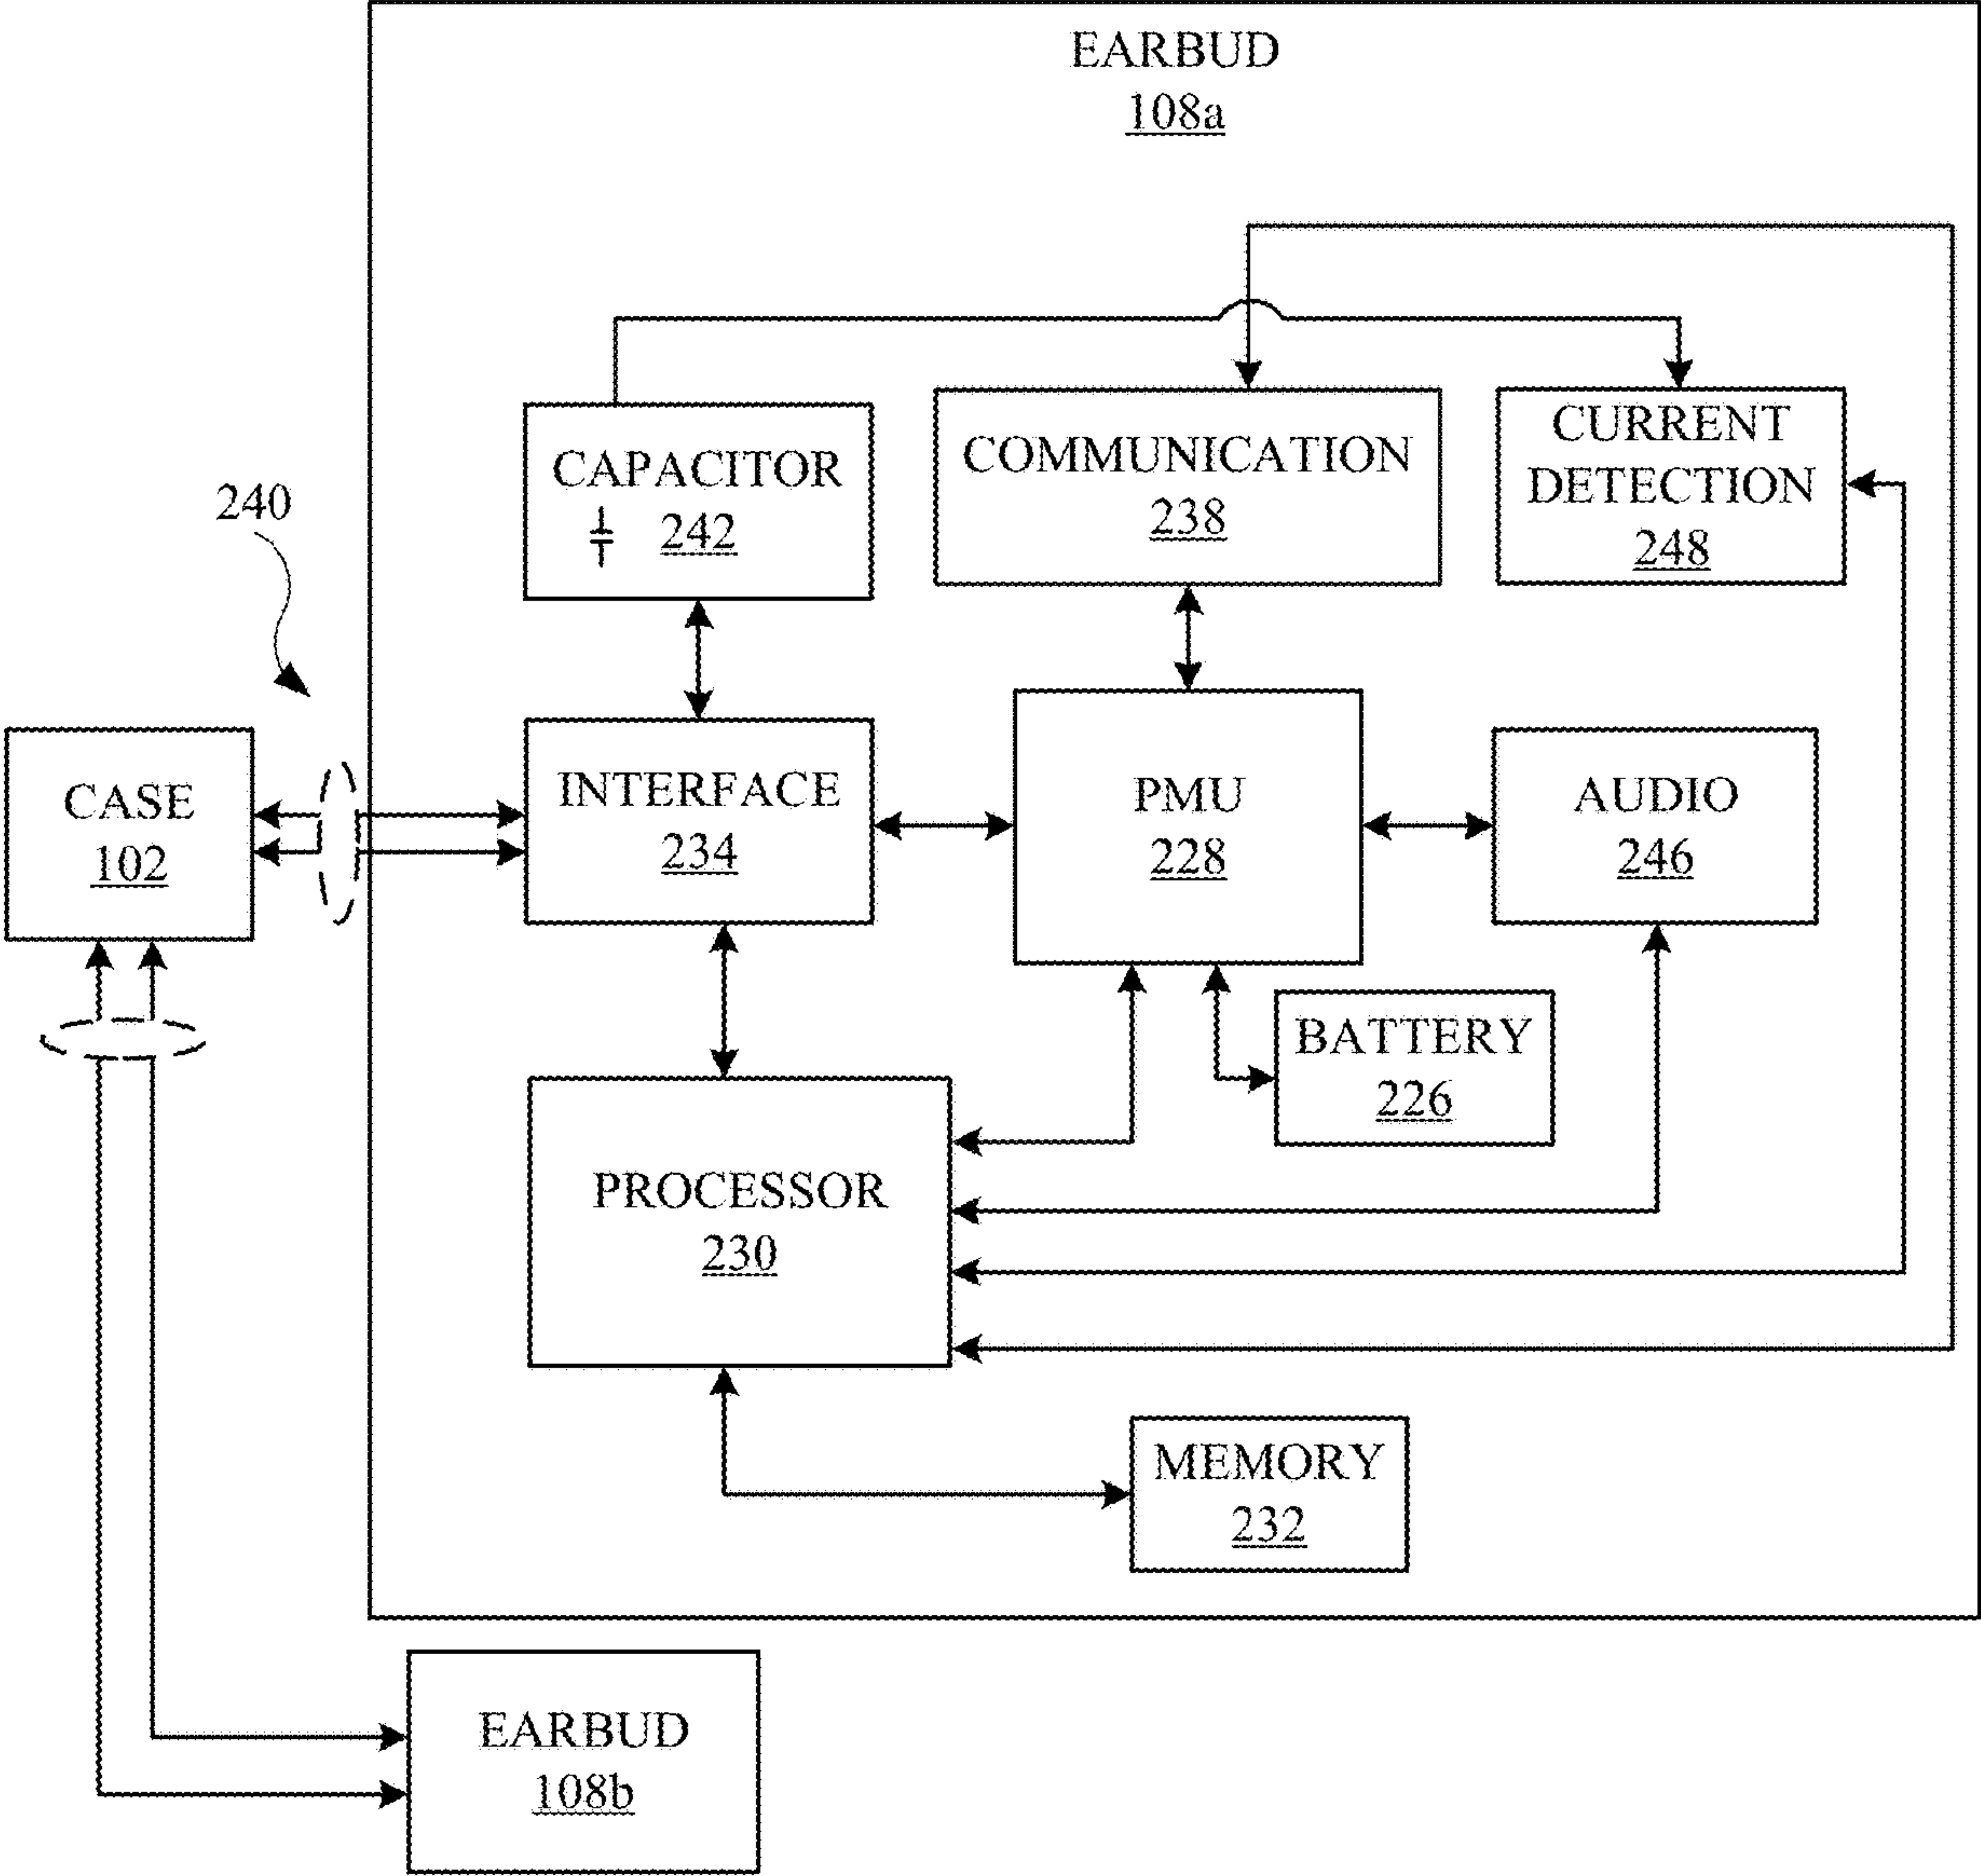 EARBUD
108a
CAPACITOR
242
COMMUNICATION
238
CURRENT
DETECTION
248
240
CASE
102
INTERFACE
234
PMU
228
AUDIO
246
BATTERY
226
PROCESSOR
230
MEMORY
232
EARBUD
108b